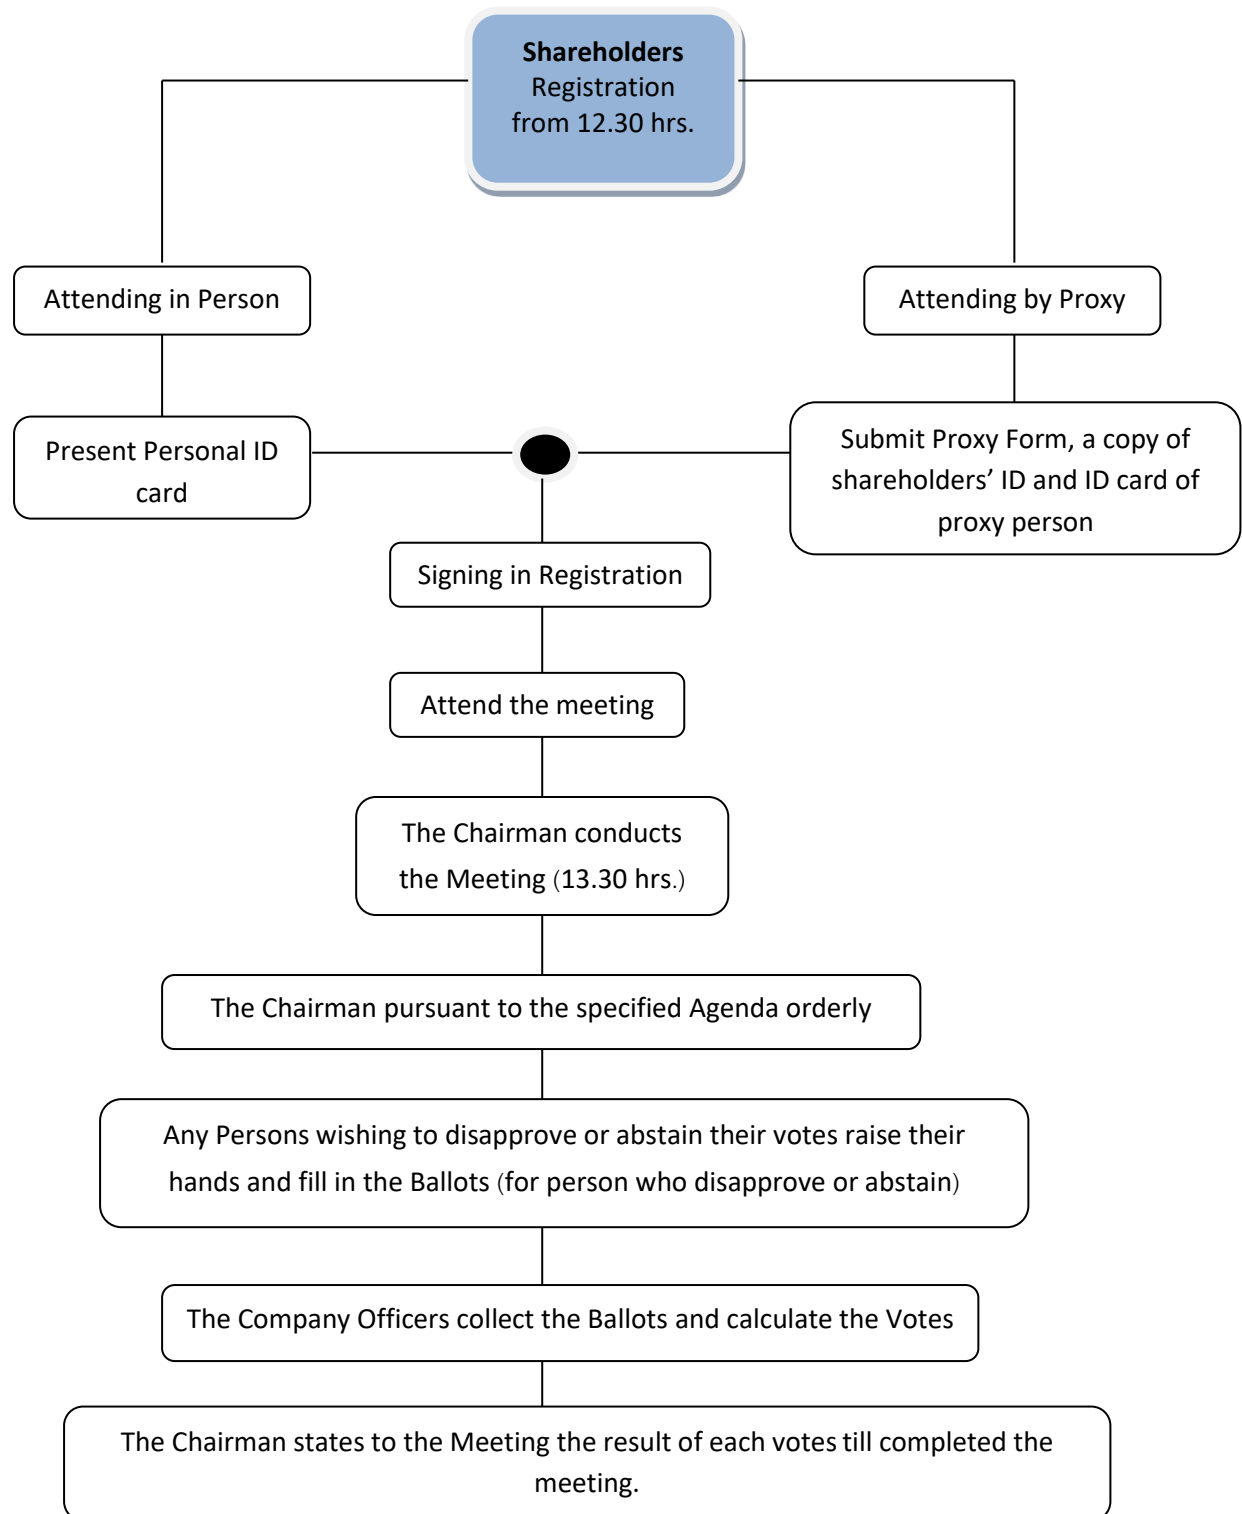 Shareholders
Registration
from 12.30 hrs.
Attending in Person
Attending by Proxy
Present Personal ID
card
Submit Proxy Form, a copy of
shareholders’ ID and ID card of
proxy person
Signing in Registration
Attend the meeting
The Chairman conducts
the Meeting (13.30 hrs.)
The Chairman pursuant to the specified Agenda orderly
Any Persons wishing to disapprove or abstain their votes raise their
hands and fill in the Ballots (for person who disapprove or abstain)
The Company Officers collect the Ballots and calculate the Votes
The Chairman states to the Meeting the result of each votes till completed the
meeting.